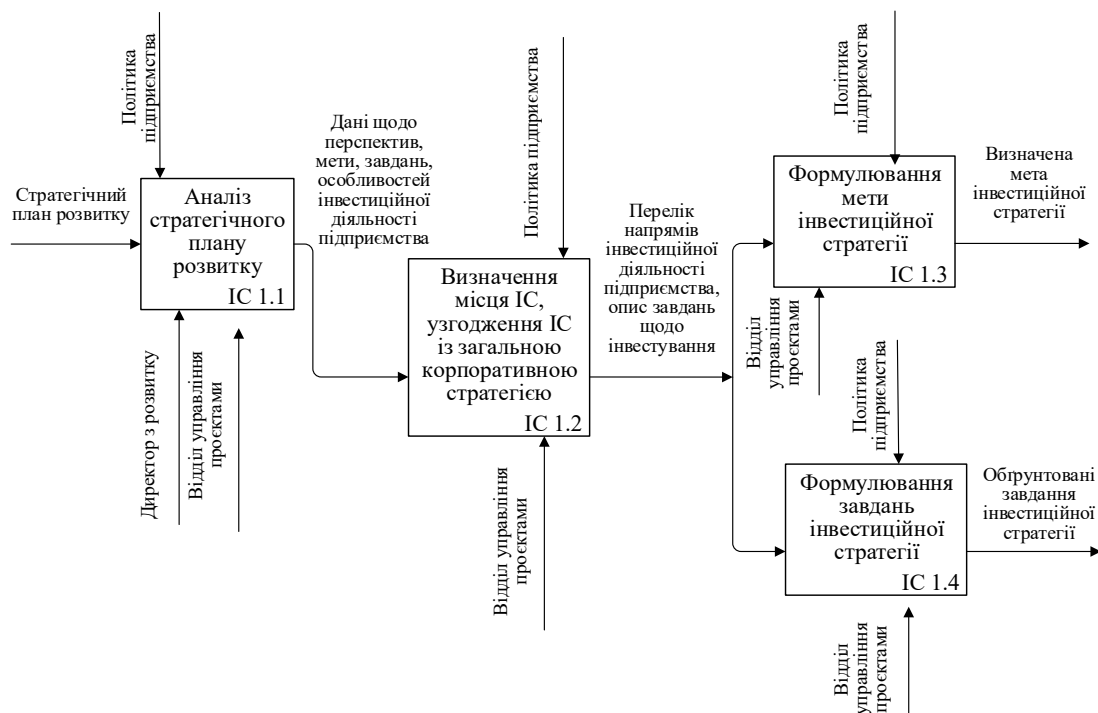 Політика
підприємства
Стратегічний
план розвитку
Аналіз
стратегічного
плану
розвитку
ІС 1.1
Директор з розвитку
Відділ управління
проєктами
Дані щодо
перспектив,
мети, завдань,
особливостей
інвестиційної
діяльності
підприємства
Політика підприємства
Визначення
місця ІС,
узгодження ІС
із загальною
корпоративною
стратегією
ІС 1.2
Відділ управління
проєктами
Перелік
напрямів
інвестиційної
діяльності
підприємства,
опис завдань
щодо
інвестування
Політика
підприємства
Формулювання
мети
інвестиційної
стратегії
ІС 1.3
Визначена
мета
інвестиційної
стратегії
Відділ
управління
проєктами
Політика
підприємства
Формулювання
завдань
інвестиційної
стратегії
ІС 1.4
Обґрунтовані
завдання
інвестиційної
стратегії
Відділ
управління
проєктами